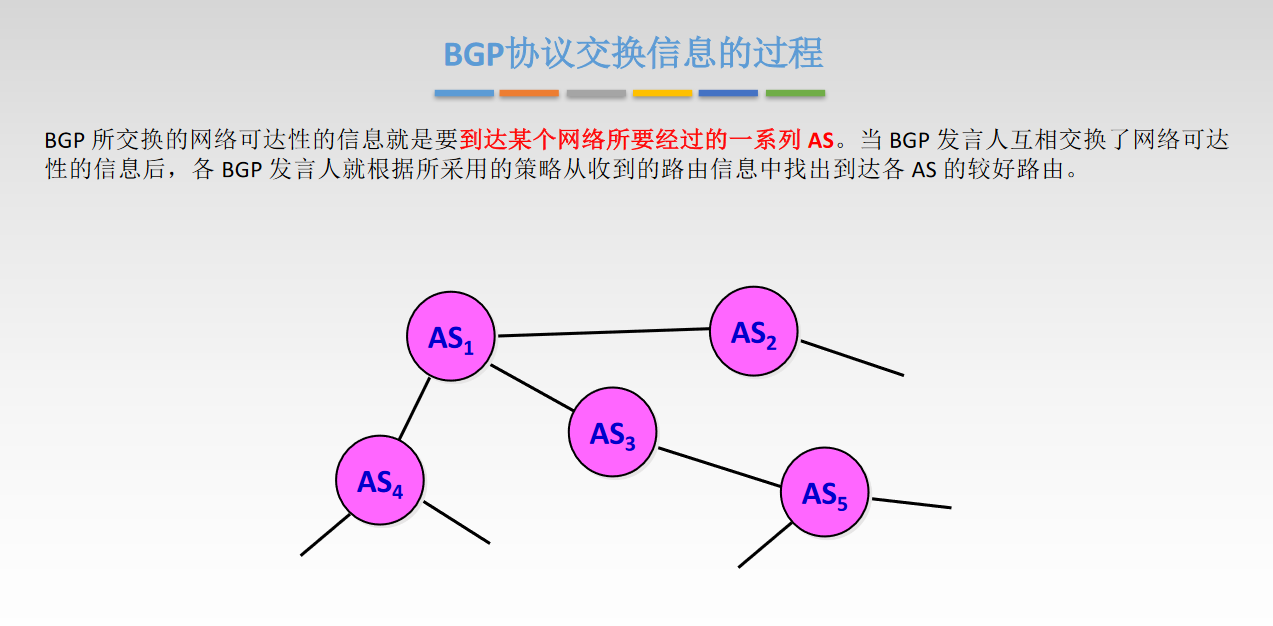 BGP协议交换信息的过程
BGP 所交换的网络可达性的信息就是要到达某个网络所要经过的一系列 AS。当 BGP 发言人互相交换了网络可达
性的信息后，各 BGP 发言人就根据所采用的策略从收到的路由信息中找出到达各 AS 的较好路由。
AS1
AS2
AS3
AS4
AS5